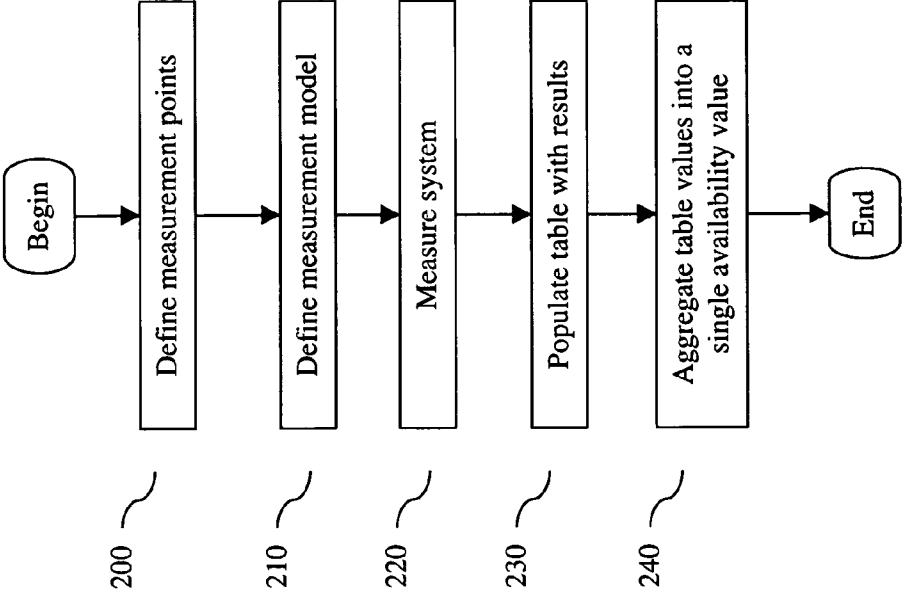 Begin
200
Define measurement points
210
Define measurement model
220
Measure system
230
Populate table with results
240
Aggregate table values into a
single availability value
End